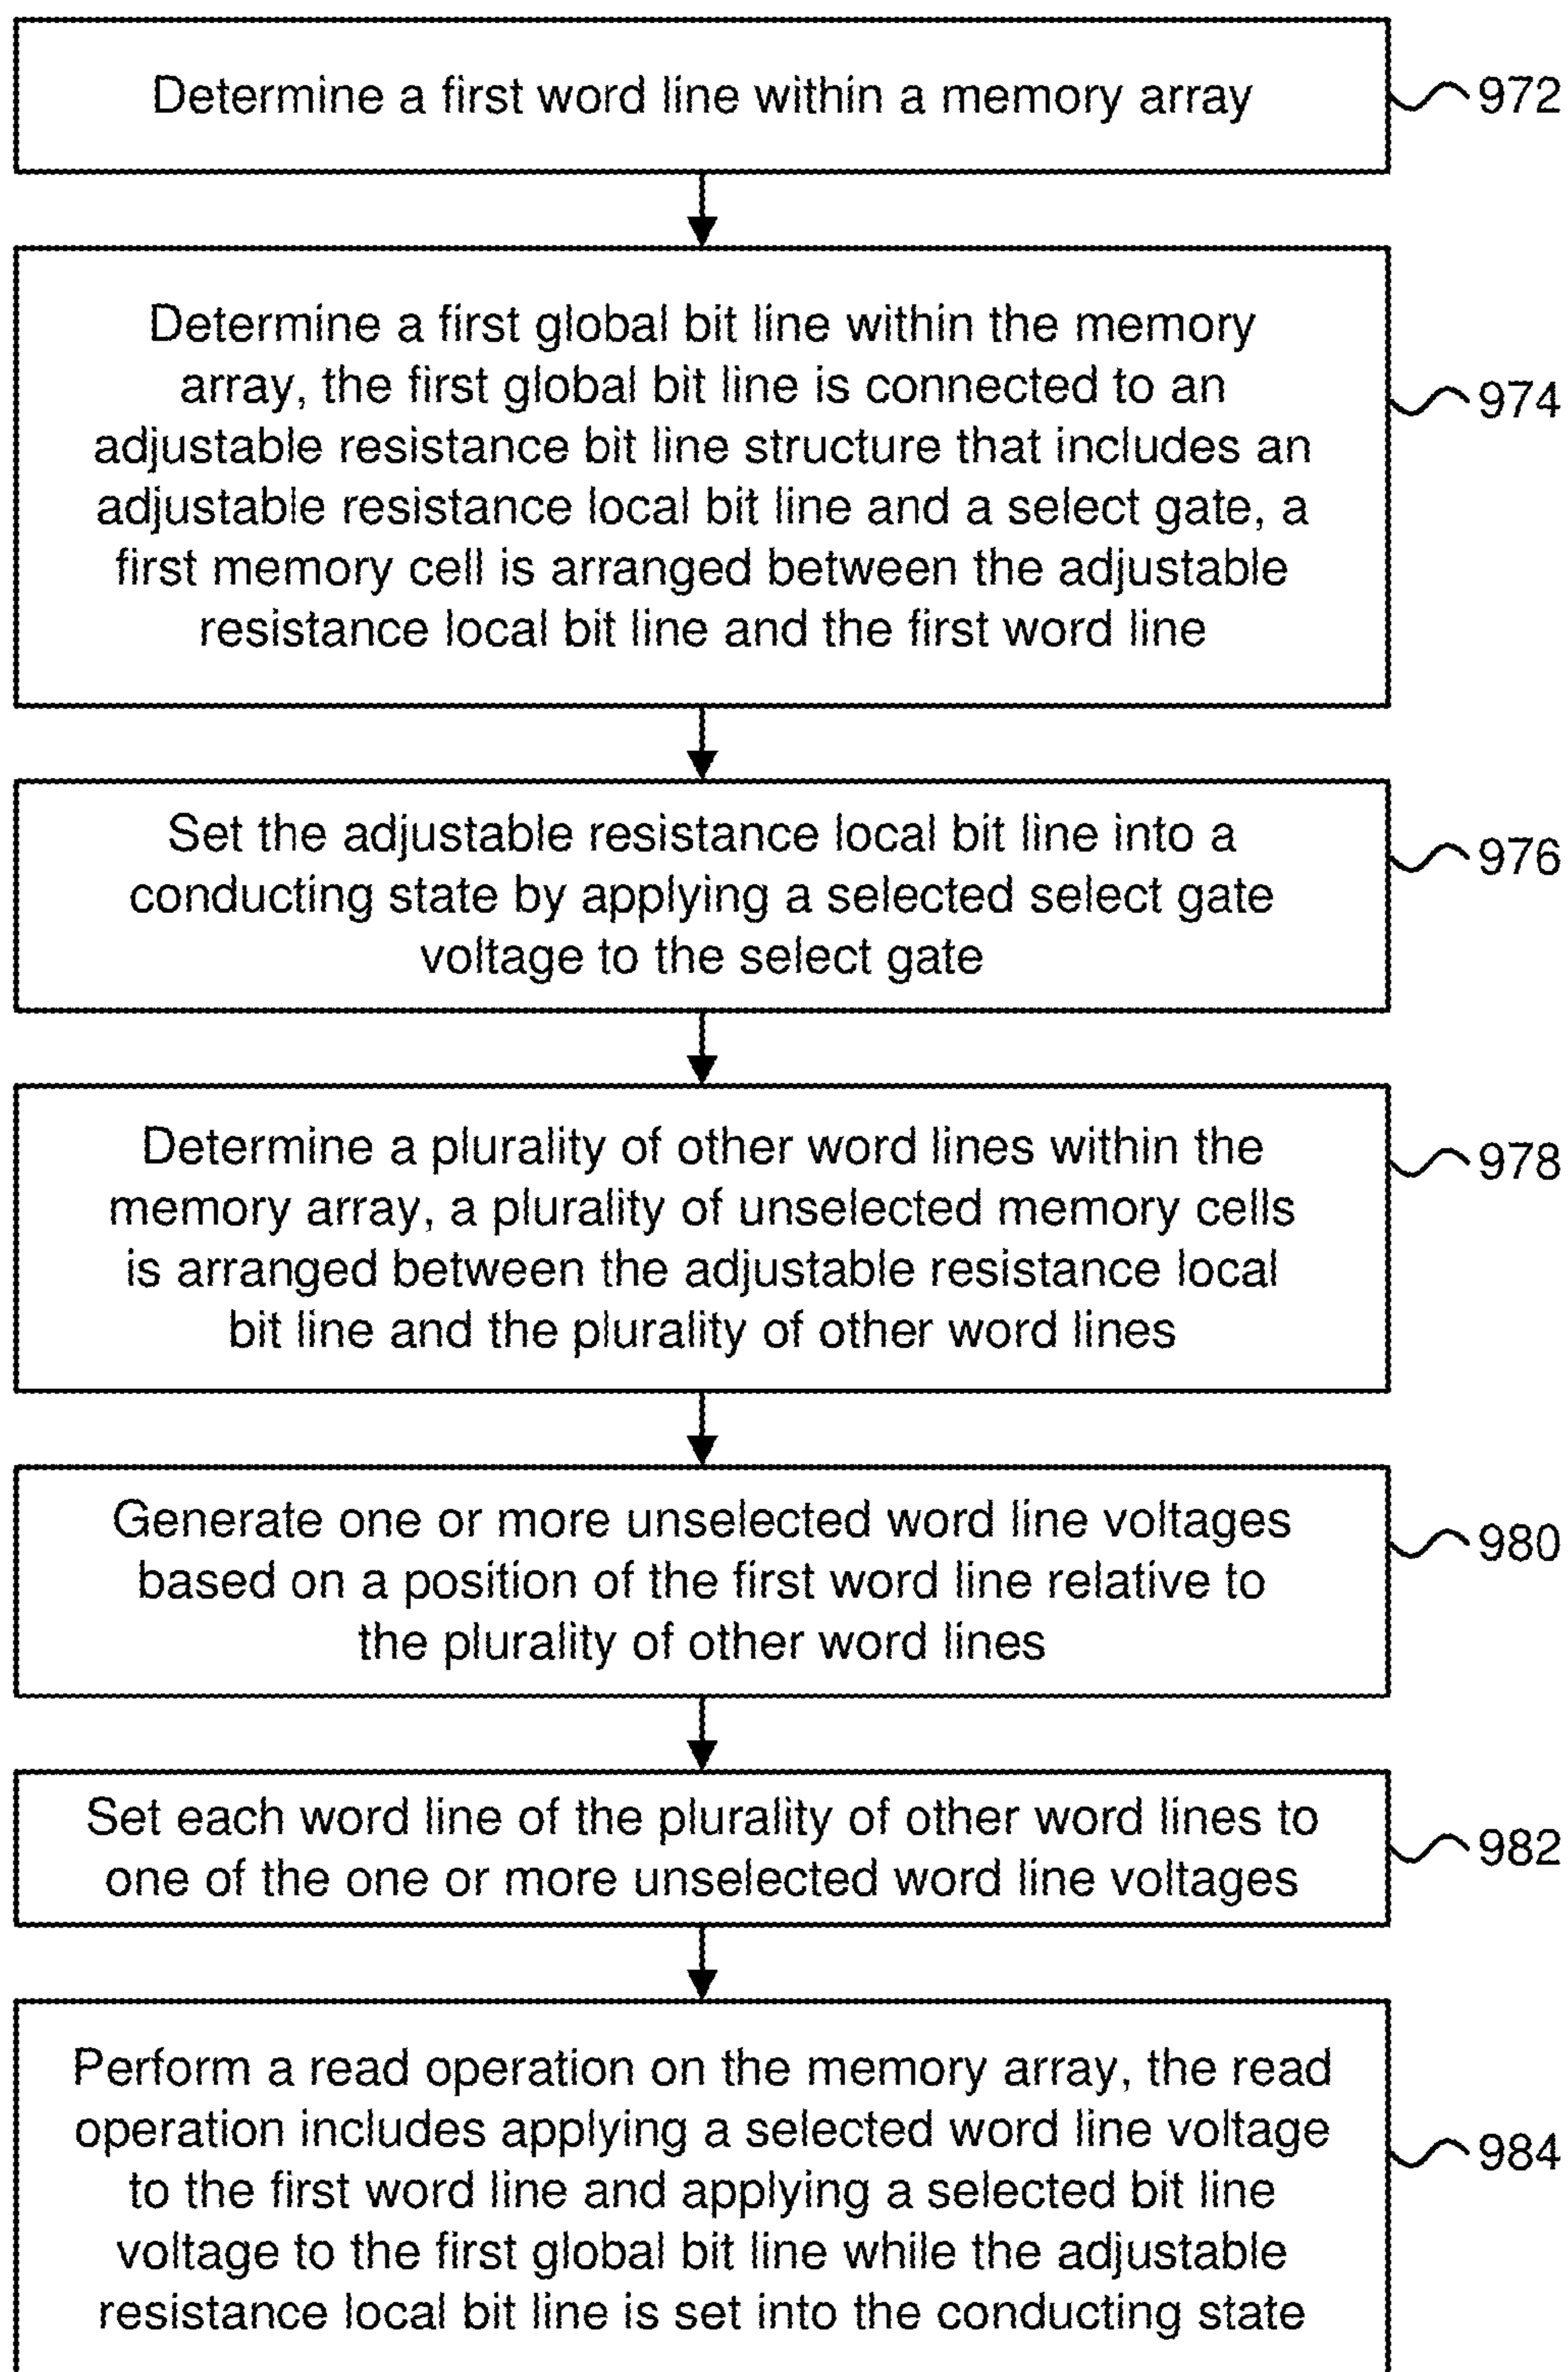 Determine a first word line within a memory array
972
Determine a first global bit line within the memory
array, the first global bit line is connected to an
adjustable resistance bit line structure that includes an
adjustable resistance local bit line and a select gate, a
first memory cell is arranged between the adjustable
resistance local bit line and the first word line
974
Set the adjustable resistance local bit line into a
conducting state by applying a selected select gate
voltage to the select gate
976
Determine a plurality of other word lines within the
memory array, a plurality of unselected memory cells
is arranged between the adjustable resistance local
bit line and the plurality of other word lines
978
Generate one or more unselected word line voltages
based on a position of the first word line relative to
the plurality of other word lines
980
Set each word line of the plurality of other word lines to
one of the one or more unselected word line voltages
982
Perform a read operation on the memory array, the read
operation includes applying a selected word line voltage
to the first word line and applying a selected bit line
voltage to the first global bit line while the adjustable
resistance local bit line is set into the conducting state
984